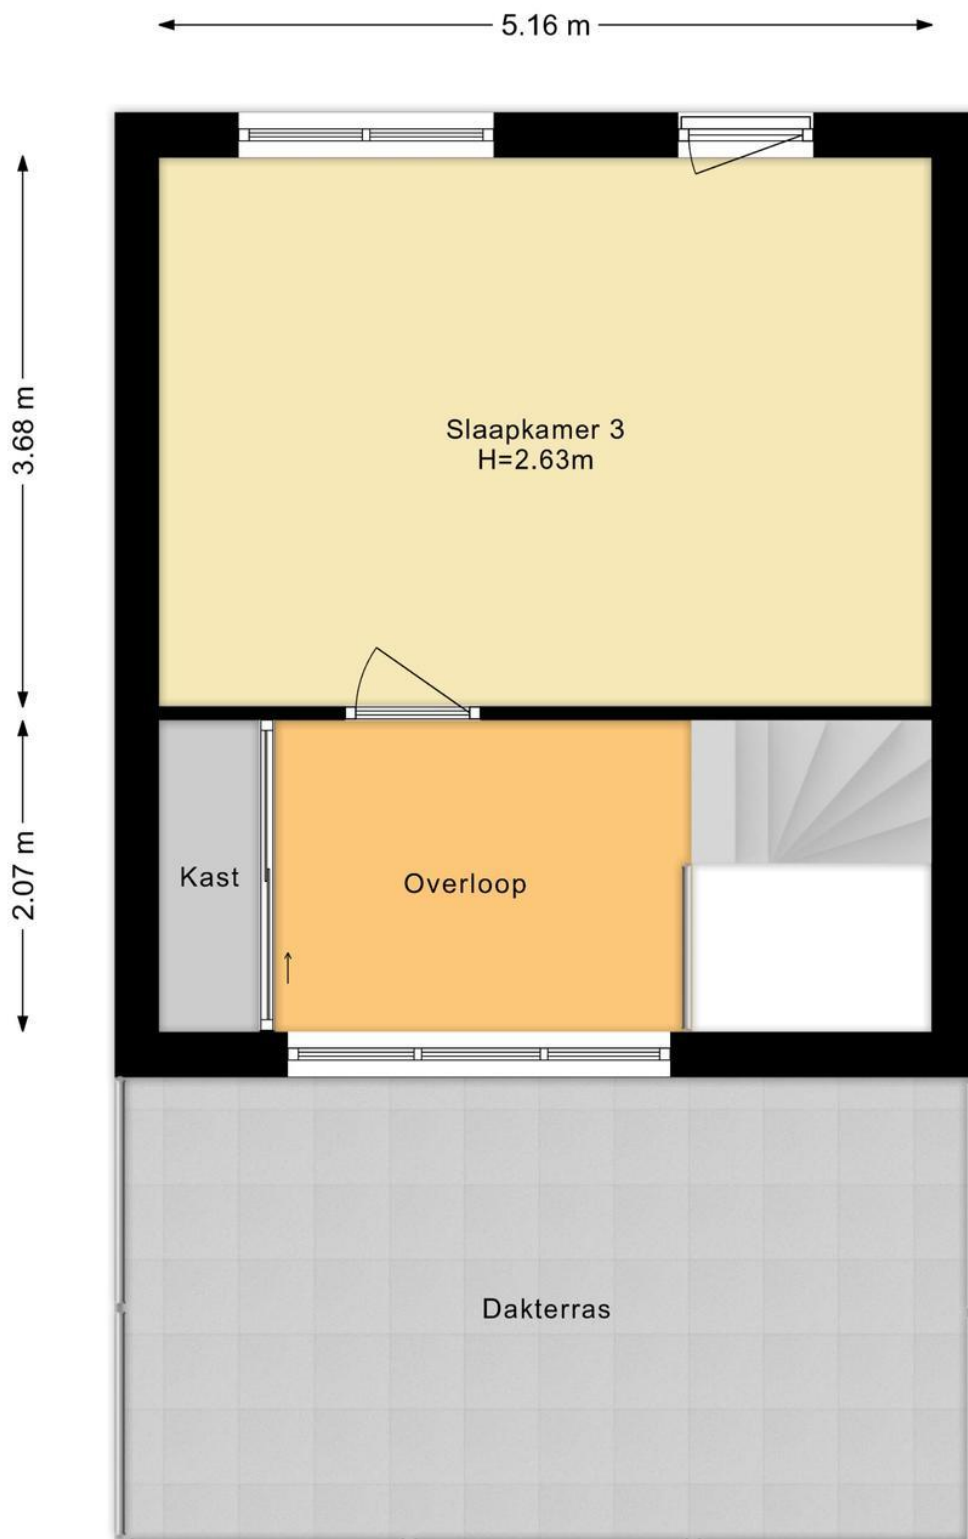 5.16 m
3.68 m
Slaapkamer 3
H=2.63m
2.07 m
Kast
Overloop
Dakterras